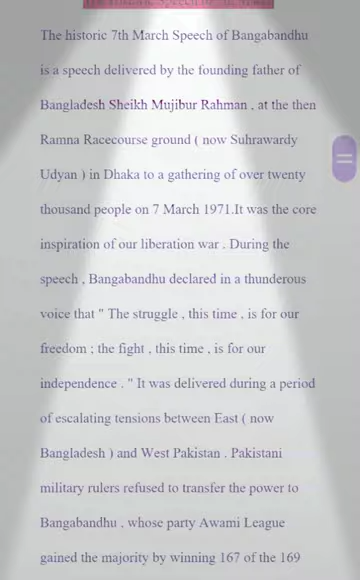 The historic 7th March Speech of Bangabandhu
is a speech delivered by the founding father of
Bangladesh Sheikh Mujibur Rahman , at the then
Ramna Racecourse ground ( now Suhrawardy
Udyan ) in Dhaka to a gathering of over twenty
thousand people on 7 March 1971.It was the core
inspiration of our liberation war . During the
speech , Bangabandhu declared in a thunderous
voice that " The struggle , this time , is for our
freedom ; the fight , this time , is for our
independence . " It was delivered during a period
of escalating tensions between East ( now
Bangladesh ) and West Pakistan . Pakistani
military rulers refused to transfer the power to
Bangabandhu , whose party Awami League
gained the majority by winning 167 of the 169